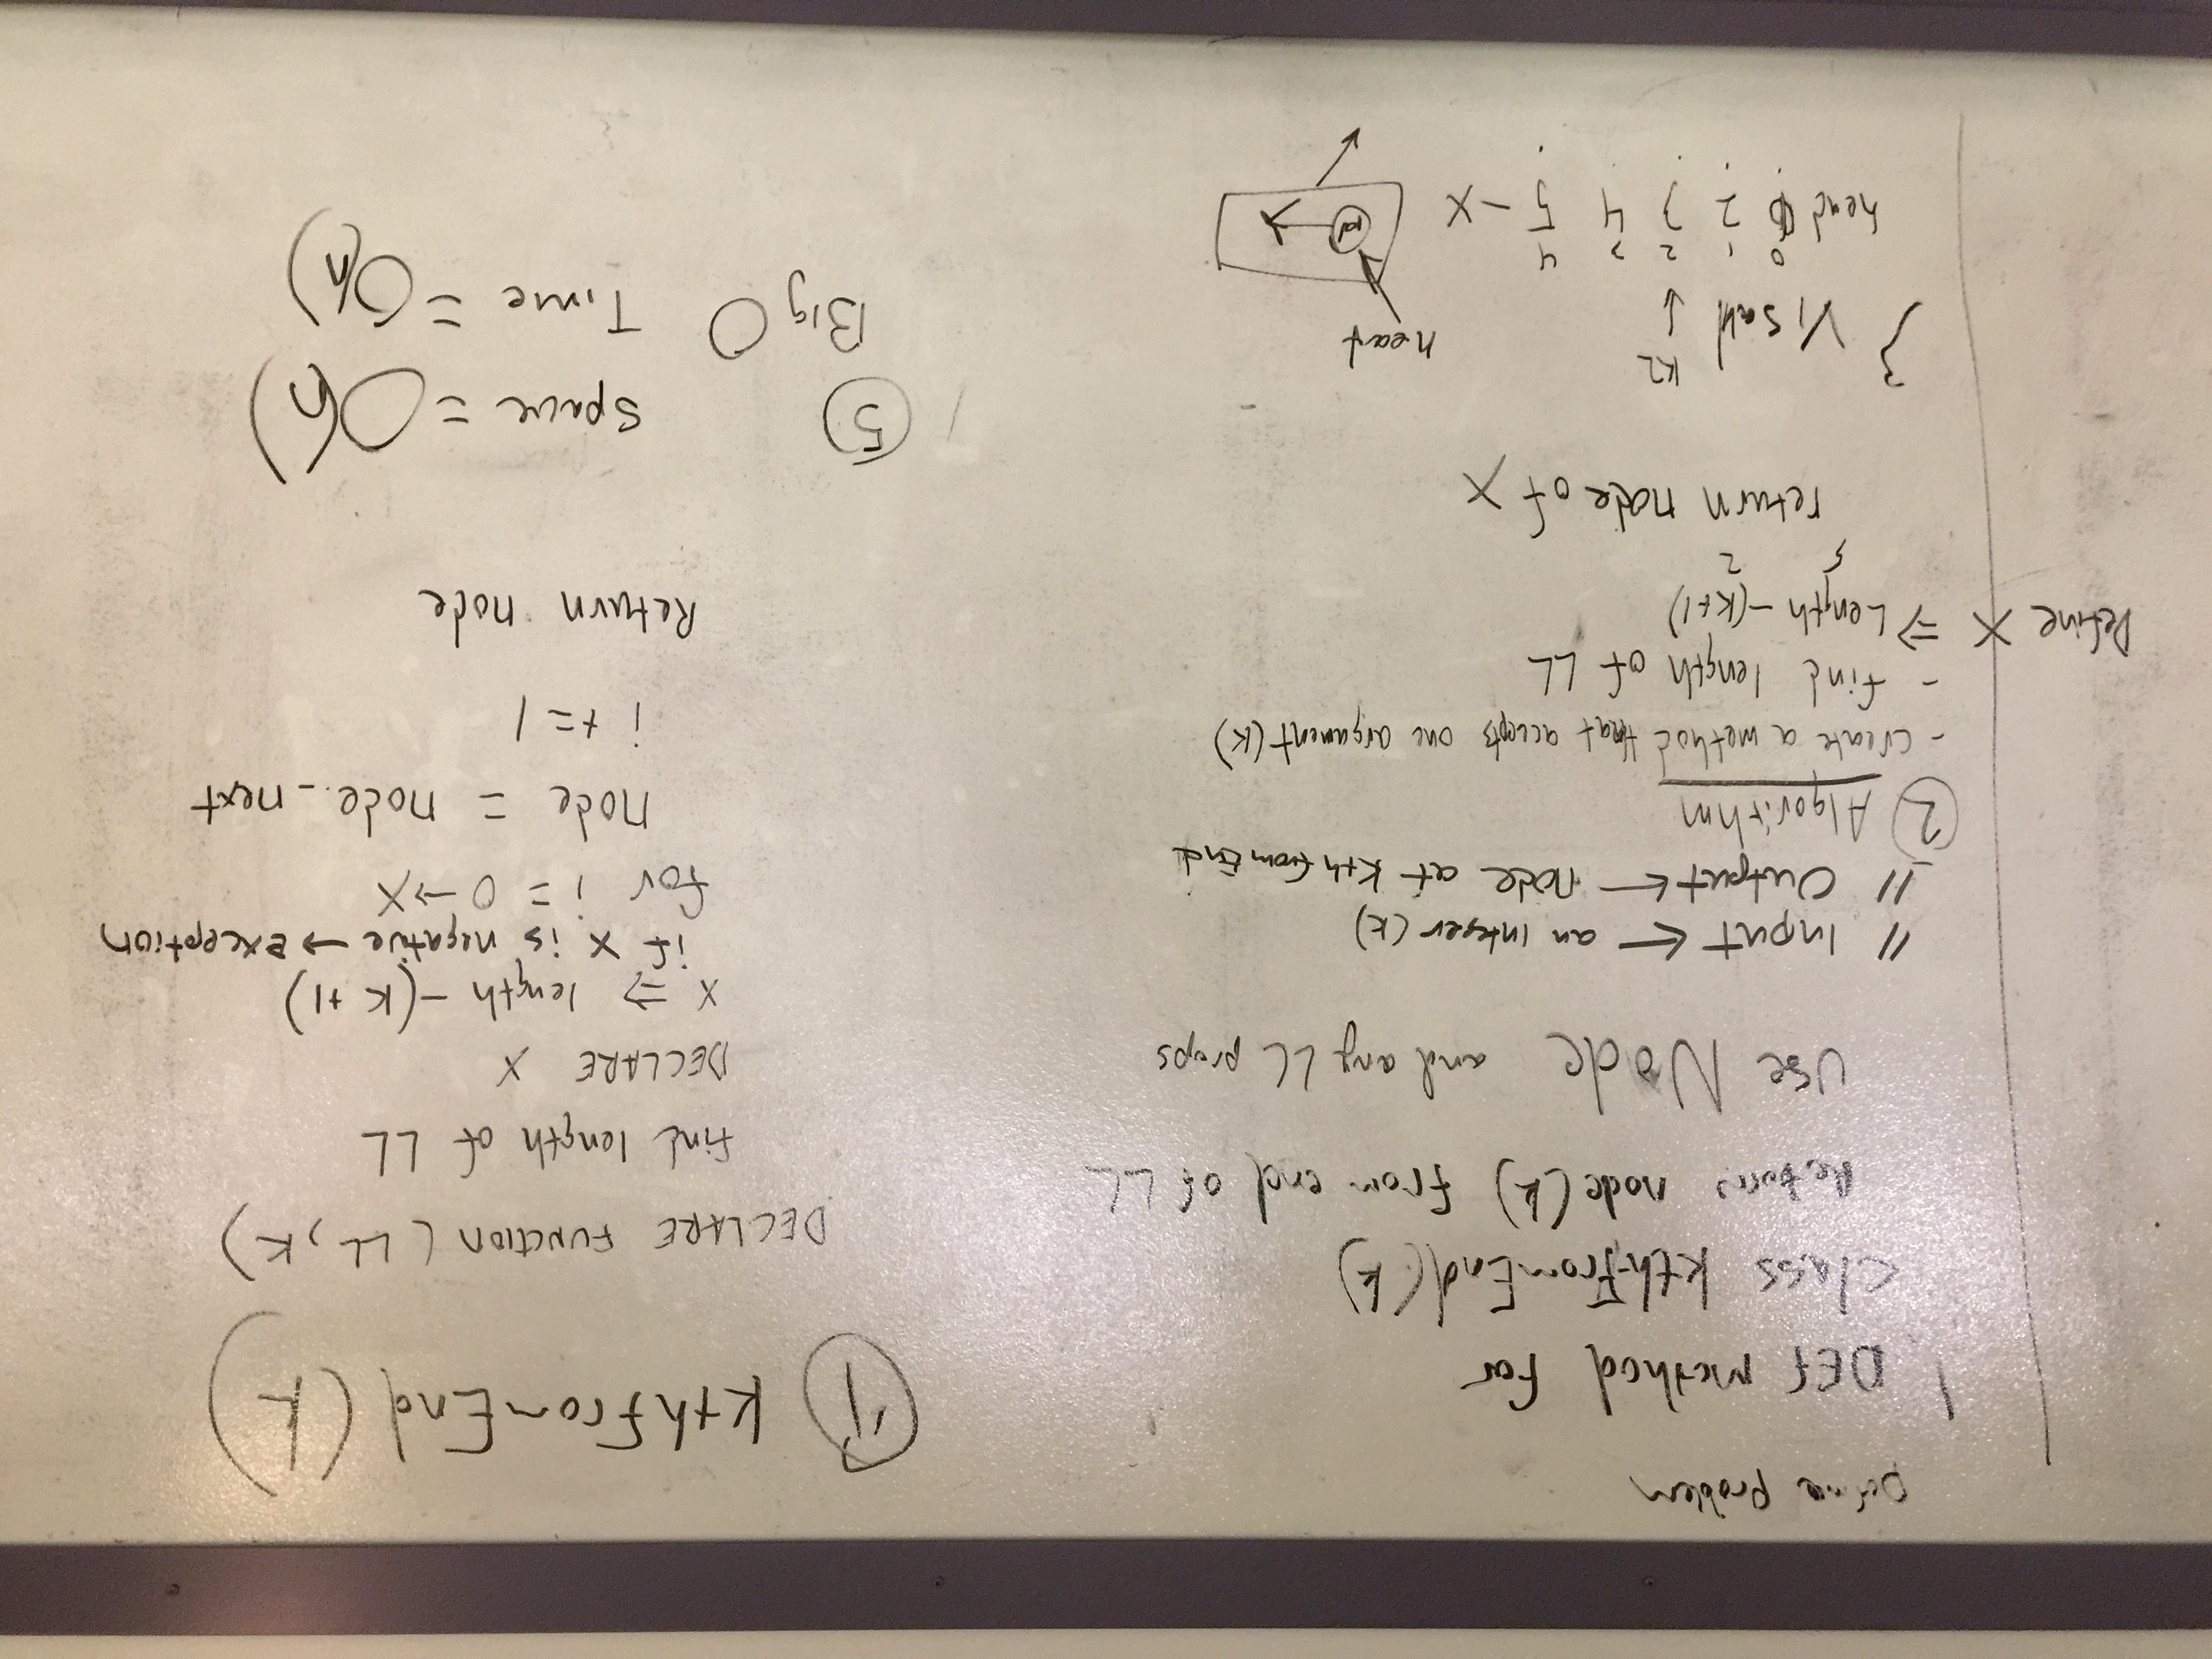 Define Problem
1 DEf method for
class kthFromEnd(k)
Returns node(k) from end of LL
Use Node and any LL props
// Input ← an integer (k)
// Output ← node at kth from End
2 Algorithm
- create a method that accepts one argument (K)
- find length of LL
Define X ⇒ Length -(k+1)
5 2
return node of X
3 Visaul K2
↓
0 1 2 3 4
head 1 2 3 4 5 - X
head
val →
4 kthFromEnd(k)
DECLARE FUNCTION (LL, K)
find length of LL
DECLARE X
X ⇒ length -(K +1)
if X is negative → Exception
for i = 0 → X
node = node._next
i += 1
Return node
5 Space = O(n)
Big O Time = O(n)